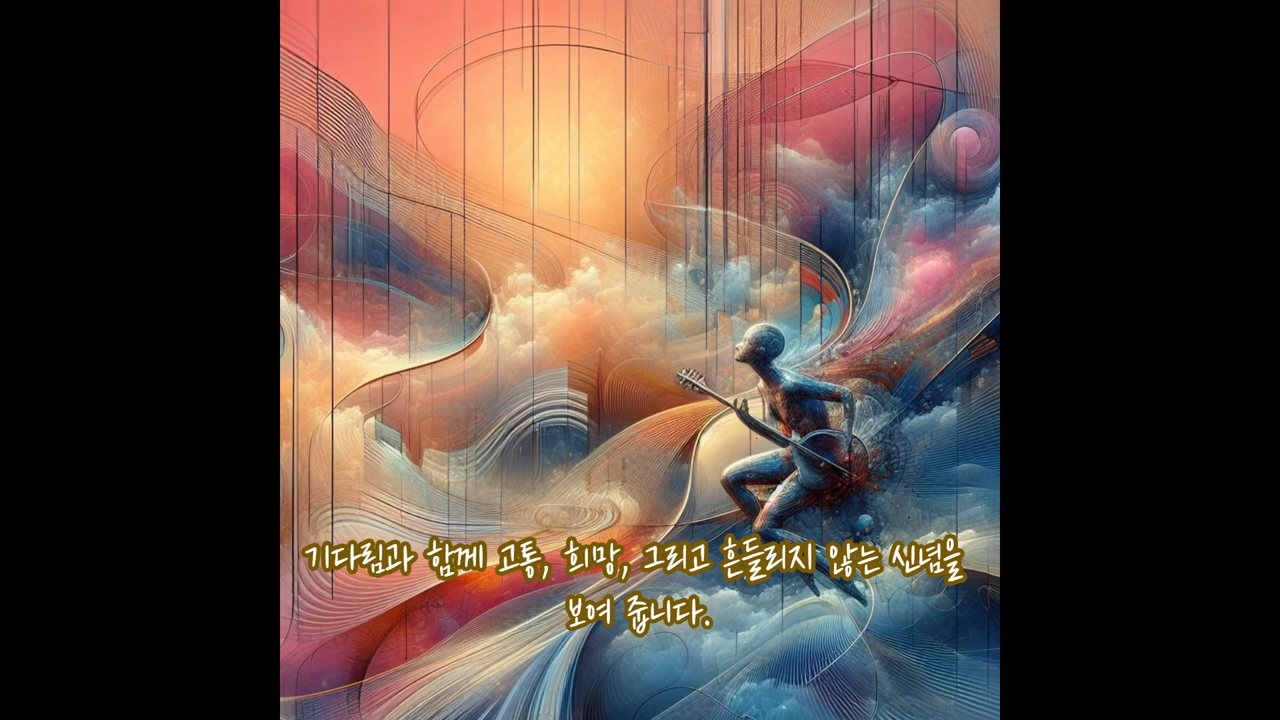 기다림과 함께 고통, 희망, 그리고 흔들리지 않는 신념을
보여 줍니다.